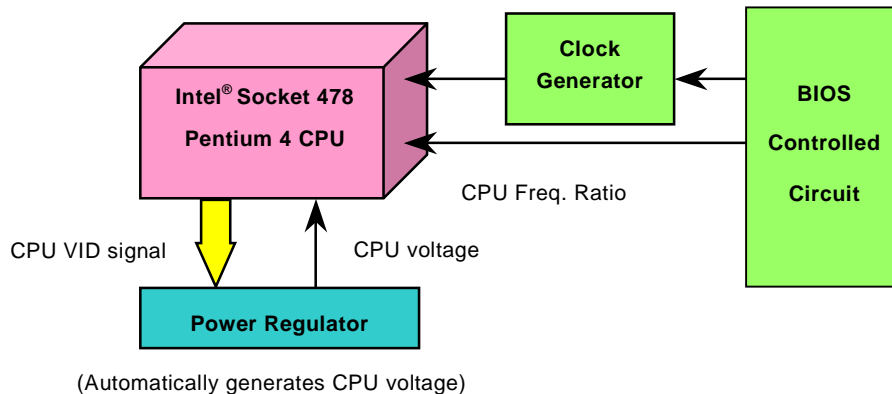 Intel® Socket 478
Pentium 4 CPU
Clock
Generator
BIOS
Controlled
Circuit
CPU Freq. Ratio
CPU VID signal
CPU voltage
Power Regulator
(Automatically generates CPU voltage)